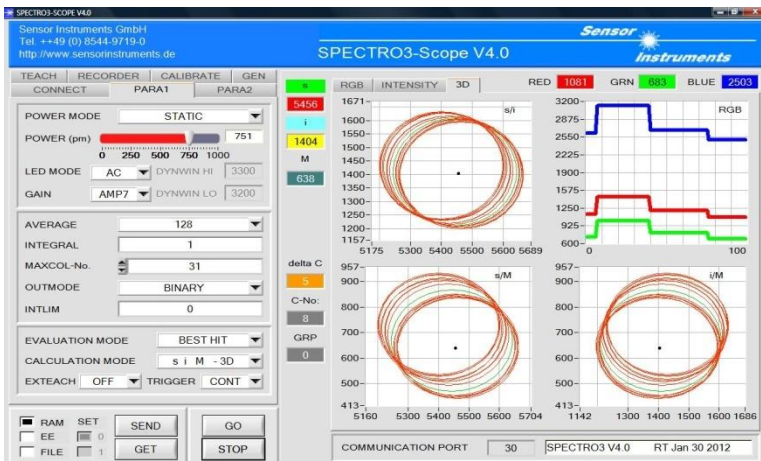 SPECTRO3-SCOPE V4.0
Sensor Instruments GmbH
Tel. ++49 (0) 8544-9719-0
http://www.sensorinstruments.de
SPECTRO3-Scope V4.0
Sensor
Instruments
TEACH RECORDER CALIBRATE GEN
CONNECT PARA1 PARA2
POWER MODE STATIC
POWER (pm) 751
0 250 500 750 1000
LED MODE AC DYNWIN HI 3300
GAIN AMP7 DYNWIN LO 3200
AVERAGE 128
INTEGRAL 1
MAXCOL-No. 31
OUTMODE BINARY
INTLIM 0
EVALUATION MODE BEST HIT
CALCULATION MODE s i M - 3D
EXTEACH OFF TRIGGER CONT
RAM SET SEND GO
EE 0
FILE 1 GET STOP
s
5456
i
1404
M
638
delta C
5
C-No:
8
GRP
0
RGB INTENSITY 3D RED 1081 GRN 683 BLUE 2503
s/i
1671-
1600-
1550-
1500-
1450-
1400-
1350-
1300-
1250-
1200-
1157-
5175 5300 5400 5500 5600 5689
RGB
3200-
2875-
2550-
2225-
1900-
1575-
1250-
925-
600-
0 100
s/M
957-
900-
800-
700-
600-
500-
413-
5160 5300 5400 5500 5600 5704
i/M
957-
900-
800-
700-
600-
500-
413-
1142 1300 1400 1500 1600 1686
COMMUNICATION PORT 30 SPECTRO3 V4.0 RT Jan 30 2012